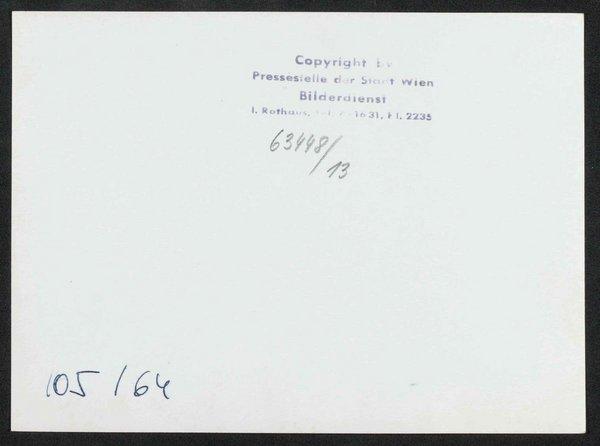 Copyright by
Pressestelle der Stadt Wien
Bilderdienst
I. Rathaus, 1631, Kl. 2235
63448/13
105/64